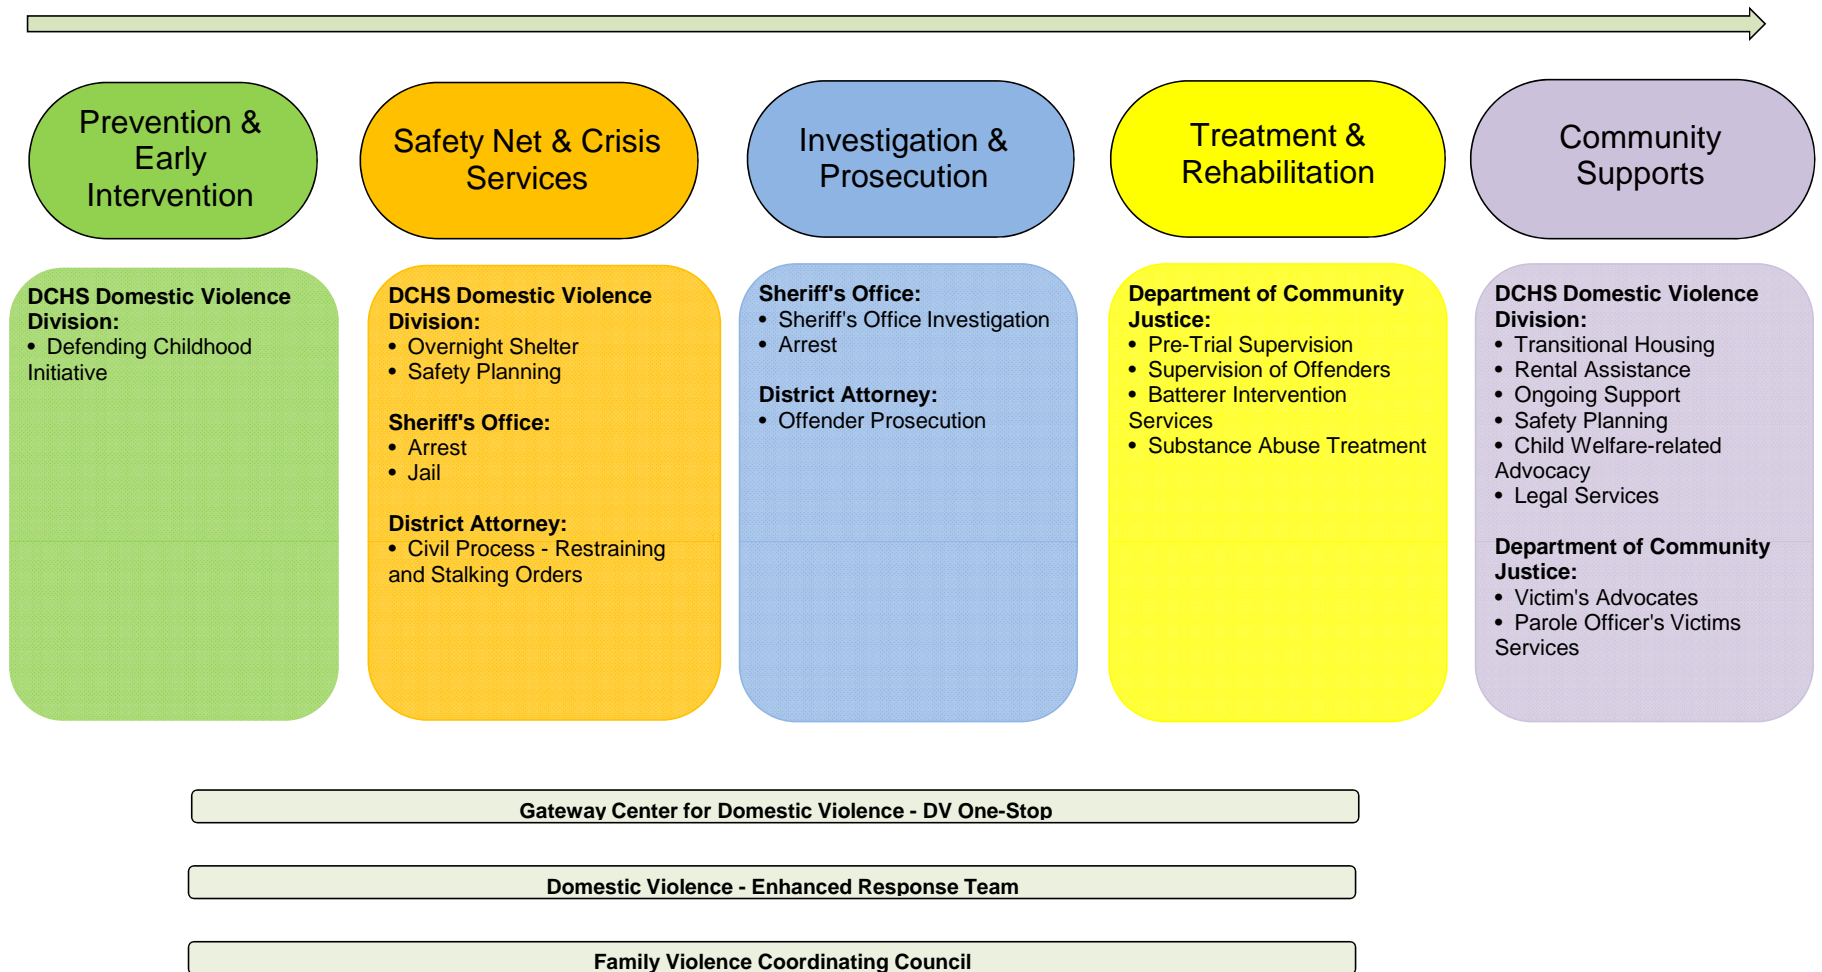 Prevention &
Early
Intervention
Safety Net & Crisis
Services
Investigation &
Prosecution
Treatment &
Rehabilitation
Community
Supports
DCHS Domestic Violence
Division:
• Defending Childhood
Initiative
DCHS Domestic Violence
Division:
• Overnight Shelter
• Safety Planning
Sheriff's Office:
• Arrest
• Jail
District Attorney:
• Civil Process - Restraining
and Stalking Orders
Sheriff's Office:
• Sheriff's Office Investigation
• Arrest
District Attorney:
• Offender Prosecution
Department of Community
Justice:
• Pre-Trial Supervision
• Supervision of Offenders
• Batterer Intervention
Services
• Substance Abuse Treatment
DCHS Domestic Violence
Division:
• Transitional Housing
• Rental Assistance
• Ongoing Support
• Safety Planning
• Child Welfare-related
Advocacy
• Legal Services
Department of Community
Justice:
• Victim's Advocates
• Parole Officer's Victims
Services
Gateway Center for Domestic Violence - DV One-Stop
Domestic Violence - Enhanced Response Team
Family Violence Coordinating Council